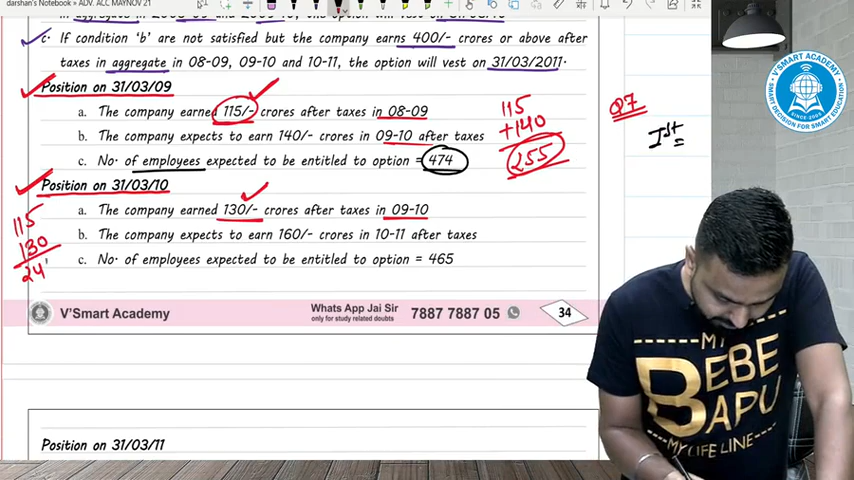 darshan's Notebook » ADV. ACC MAYNOV 21
c. If condition 'b' are not satisfied but the company earns 400/- crores or above after
taxes in aggregate in 08-09, 09-10 and 10-11, the option will vest on 31/03/2011.
Position on 31/03/09
a. The company earned 115/- crores after taxes in 08-09
b. The company expects to earn 140/- crores in 09-10 after taxes
c. No. of employees expected to be entitled to option = 474
115
+140
255
Q7
Ist =
Position on 31/03/10
a. The company earned 130/- crores after taxes in 09-10
b. The company expects to earn 160/- crores in 10-11 after taxes
c. No. of employees expected to be entitled to option = 465
115
130
24
V'Smart Academy
Whats App Jai Sir
only for study related doubts
7887 7887 05
34
Position on 31/03/11
V'SMART ACADEMY
SINCE-2003
DECISION FOR SMART EDUCATION
MY
BEBE
BAPU
MY LIFE LINE